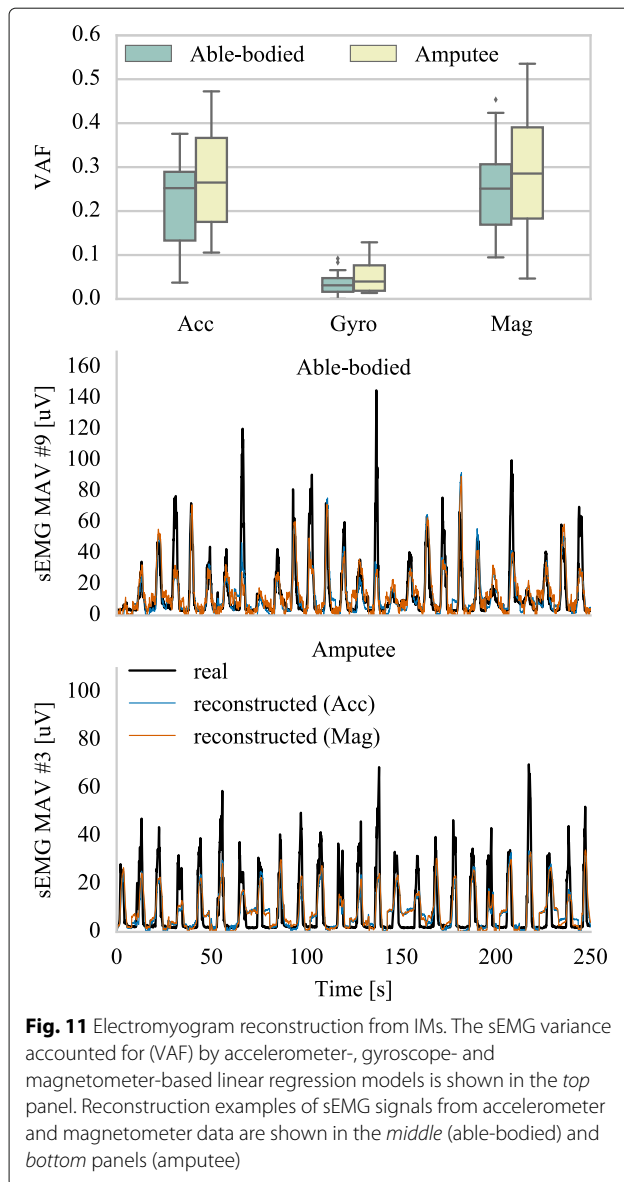 Able-bodied Amputee
0.6
0.5
0.4
0.3
0.2
0.1
0.0
VAF
Acc Gyro Mag
Able-bodied
160
140
120
100
80
60
40
20
0
sEMG MAV #9 [uV]
Amputee
real
reconstructed (Acc)
reconstructed (Mag)
100
80
60
40
20
0
sEMG MAV #3 [uV]
0 50 100 150 200 250
Time [s]
Fig. 11 Electromyogram reconstruction from IMs. The sEMG variance
accounted for (VAF) by accelerometer-, gyroscope- and
magnetometer-based linear regression models is shown in the top
panel. Reconstruction examples of sEMG signals from accelerometer
and magnetometer data are shown in the middle (able-bodied) and
bottom panels (amputee)